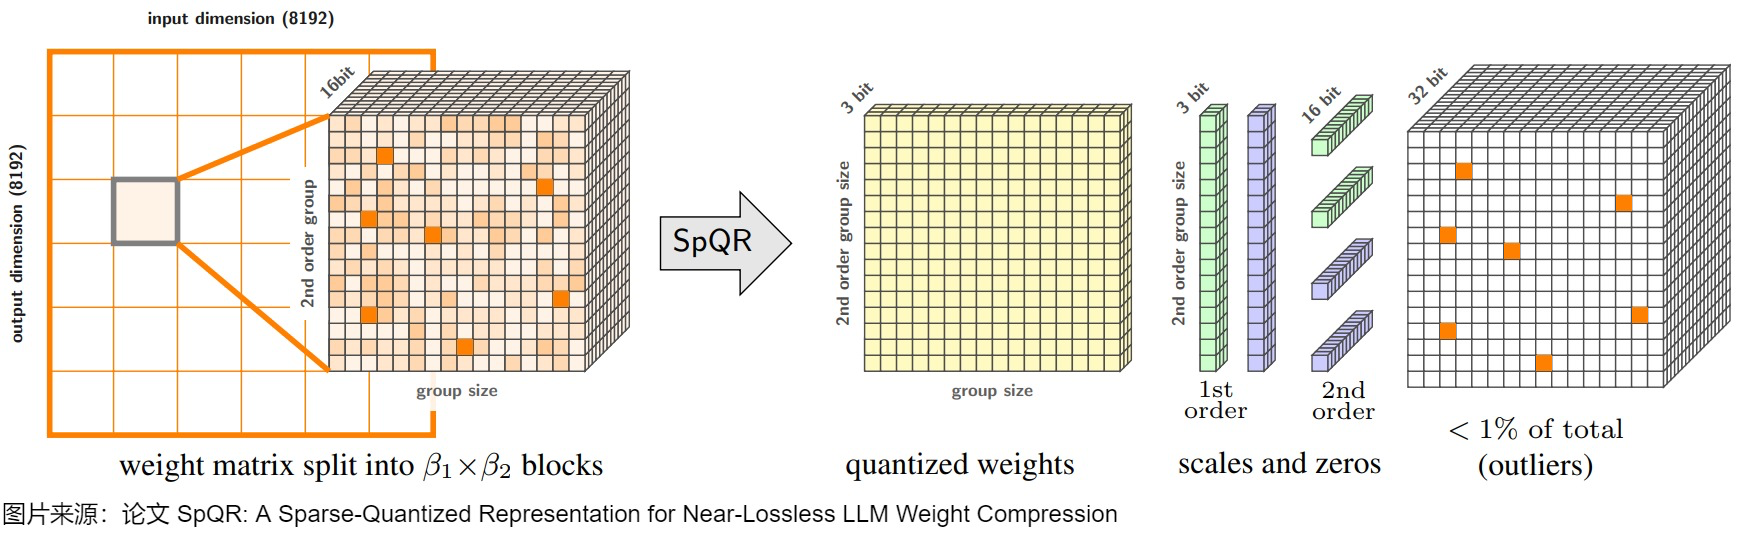 input dimension (8192)
output dimension (8192)
16bit
2nd order group
group size
weight matrix split into β₁×β₂ blocks
SpQR
3 bit
2nd order group size
group size
quantized weights
3 bit
2nd order group size
16 bit
1st
order
2nd
order
scales and zeros
32 bit
< 1% of total
(outliers)
图片来源：论文 SpQR: A Sparse-Quantized Representation for Near-Lossless LLM Weight Compression